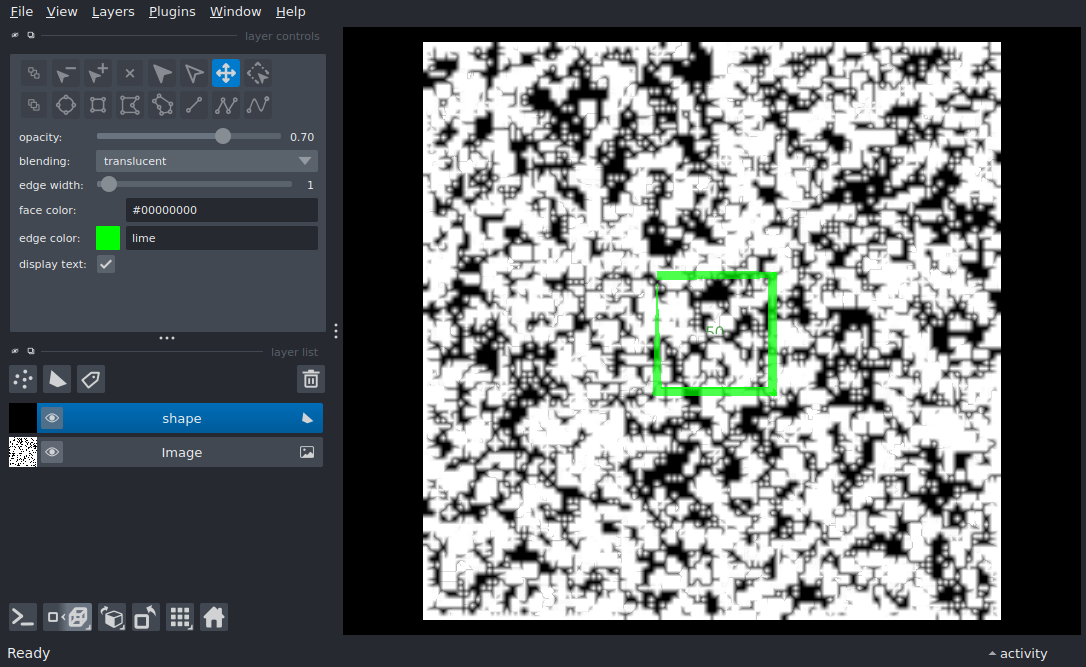 File View Layers Plugins Window Help
layer controls
opacity: 0.70
blending: translucent
edge width: 1
face color: #00000000
edge color: lime
display text:
layer list
shape
Image
50
Ready
activity